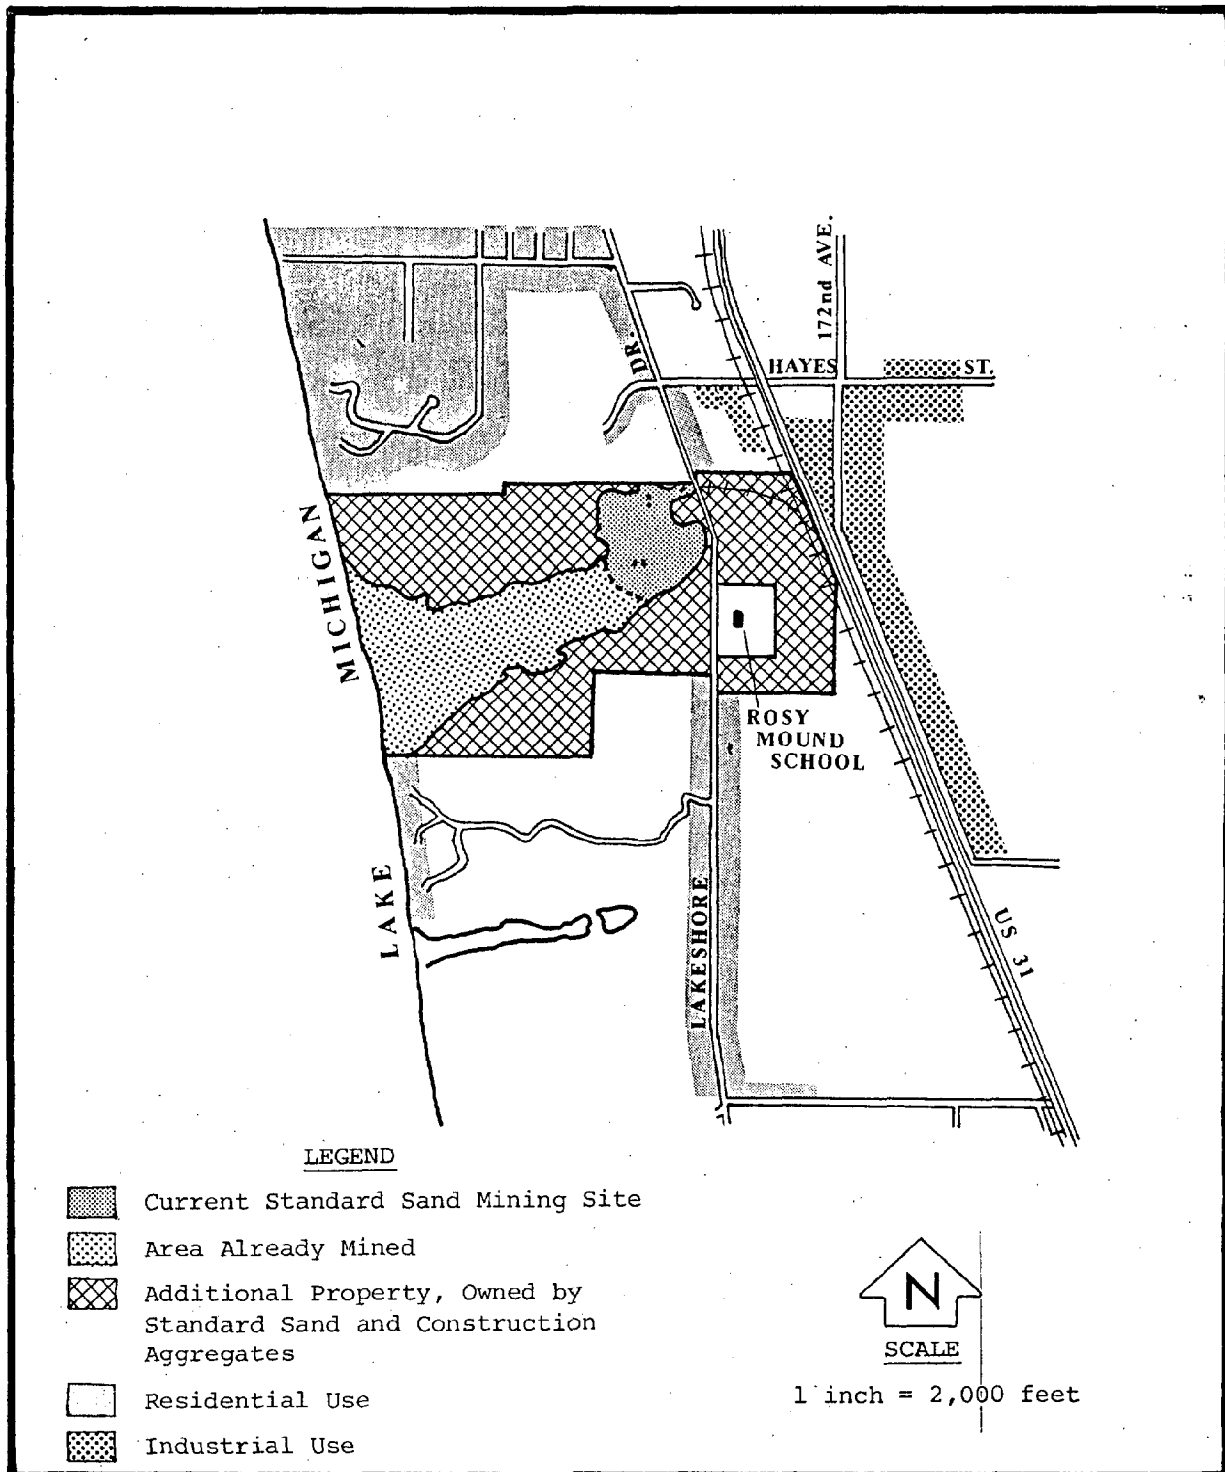 172nd AVE.
DR.
HAYES ST.
MICHIGAN
ROSY
MOUND
SCHOOL
LAKE
LAKESHORE
US 31
LEGEND
Current Standard Sand Mining Site
Area Already Mined
Additional Property, Owned by
Standard Sand and Construction
Aggregates
Residential Use
Industrial Use
N
SCALE
1 inch = 2,000 feet